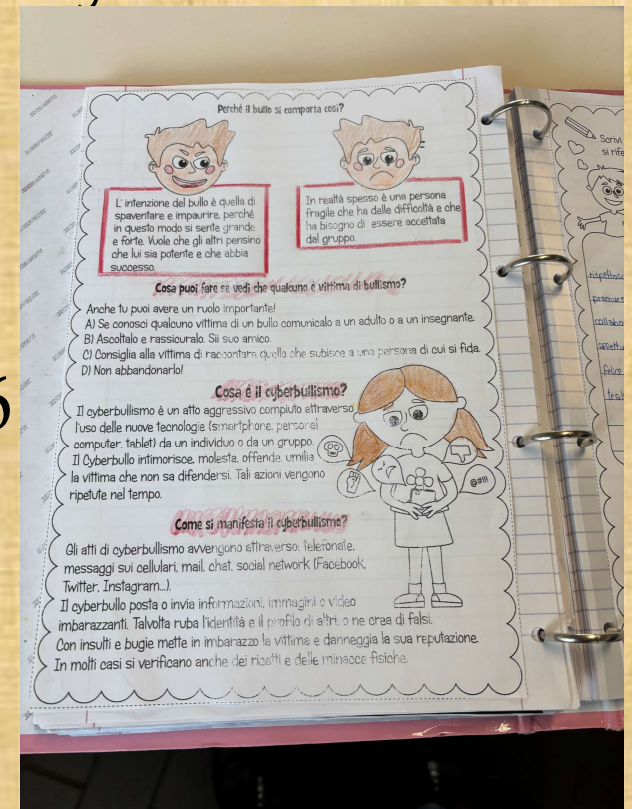 Perché il bullo si comporta così?
L' intenzione del bullo è quella di
spaventare e impaurire, perché
in questo modo si sente grande
e forte. Vuole che gli altri pensino
che lui sia potente e che abbia
successo.
In realtà spesso è una persona
fragile che ha delle difficoltà e che
ha bisogno di essere accettata
dal gruppo.
Cosa puoi fare se vedi che qualcuno è vittima di bullismo?
Anche tu puoi avere un ruolo importante!
A) Se conosci qualcuno vittima di un bullo comunicalo a un adulto o a un insegnante.
B) Ascoltalo e rassicuralo. Sii suo amico.
C) Consiglia alla vittima di raccontare quello che subisce a una persona di cui si fida.
D) Non abbandonarlo!
Cosa è il cyberbullismo?
Il cyberbullismo è un atto aggressivo compiuto attraverso
l'uso delle nuove tecnologie (smartphone, personal
computer, tablet) da un individuo o da un gruppo.
Il Cyberbullo intimorisce, molesta, offende, umilia
la vittima che non sa difendersi. Tali azioni vengono
ripetute nel tempo.
@#!!!
Come si manifesta il cyberbullismo?
Gli atti di cyberbullismo avvengono attraverso: telefonate,
messaggi sui cellulari, mail, chat, social network (Facebook,
Twitter, Instagram...).
Il cyberbullo posta o invia informazioni, immagini o video
imbarazzanti. Talvolta ruba l'identità e il profilo di altri, o ne crea di falsi.
Con insulti e bugie mette in imbarazzo la vittima e danneggia la sua reputazione.
In molti casi si verificano anche dei ricatti e delle minacce fisiche.
Scrivi
si rife
felice
6